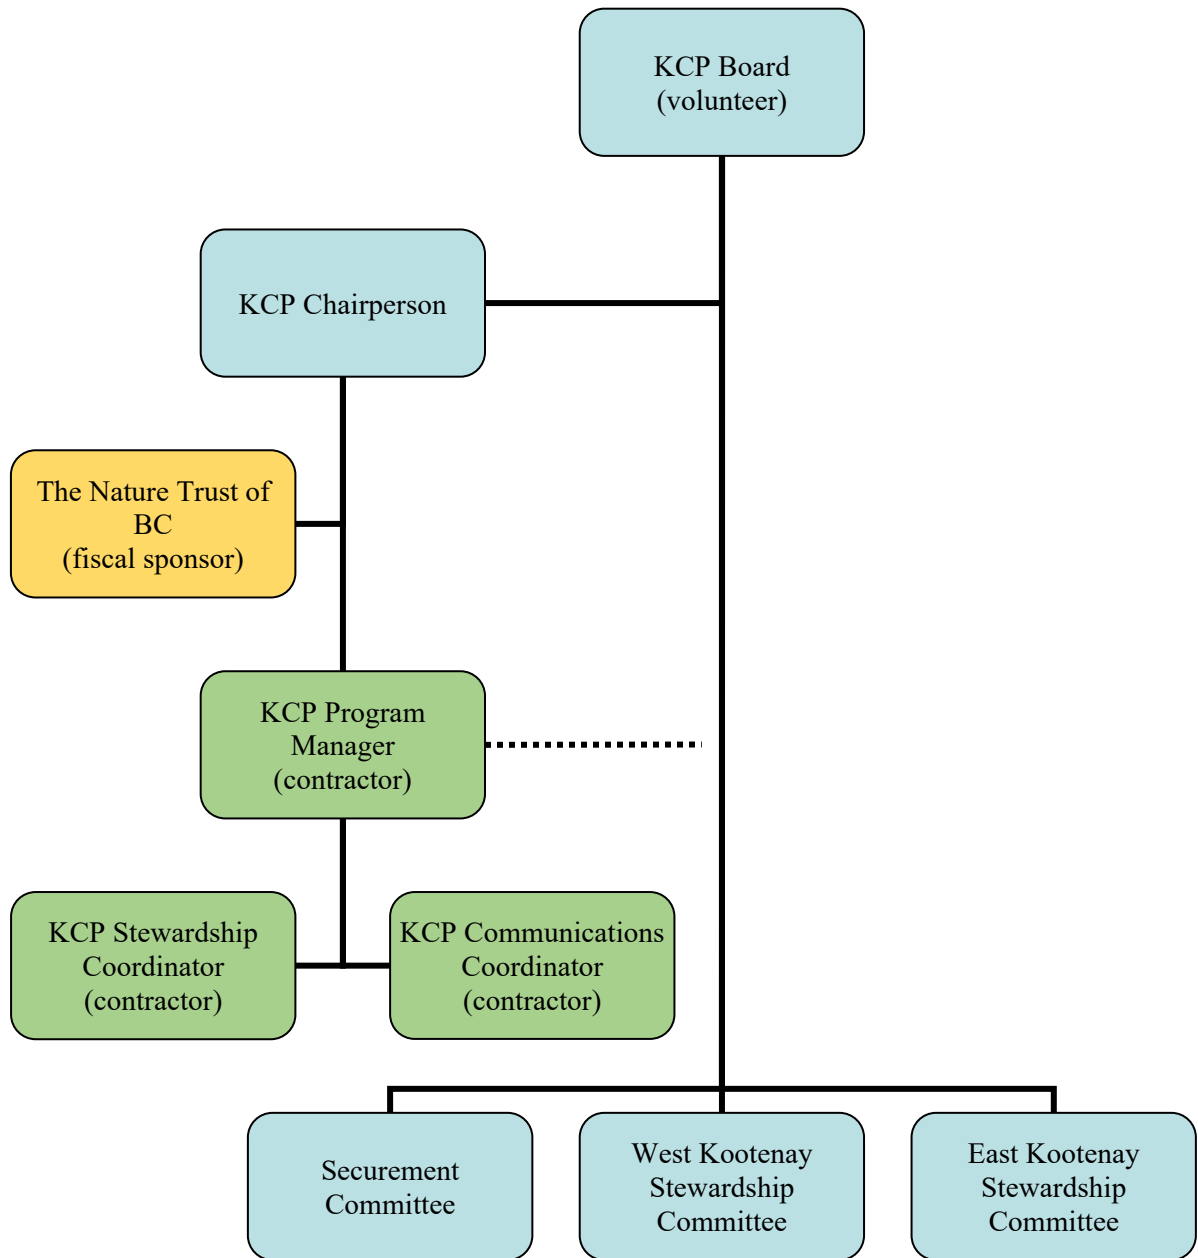 KCP Board
(volunteer)
KCP Chairperson
The Nature Trust of
BC
(fiscal sponsor)
KCP Program
Manager
(contractor)
KCP Stewardship
Coordinator
(contractor)
KCP Communications
Coordinator
(contractor)
Securement
Committee
West Kootenay
Stewardship
Committee
East Kootenay
Stewardship
Committee